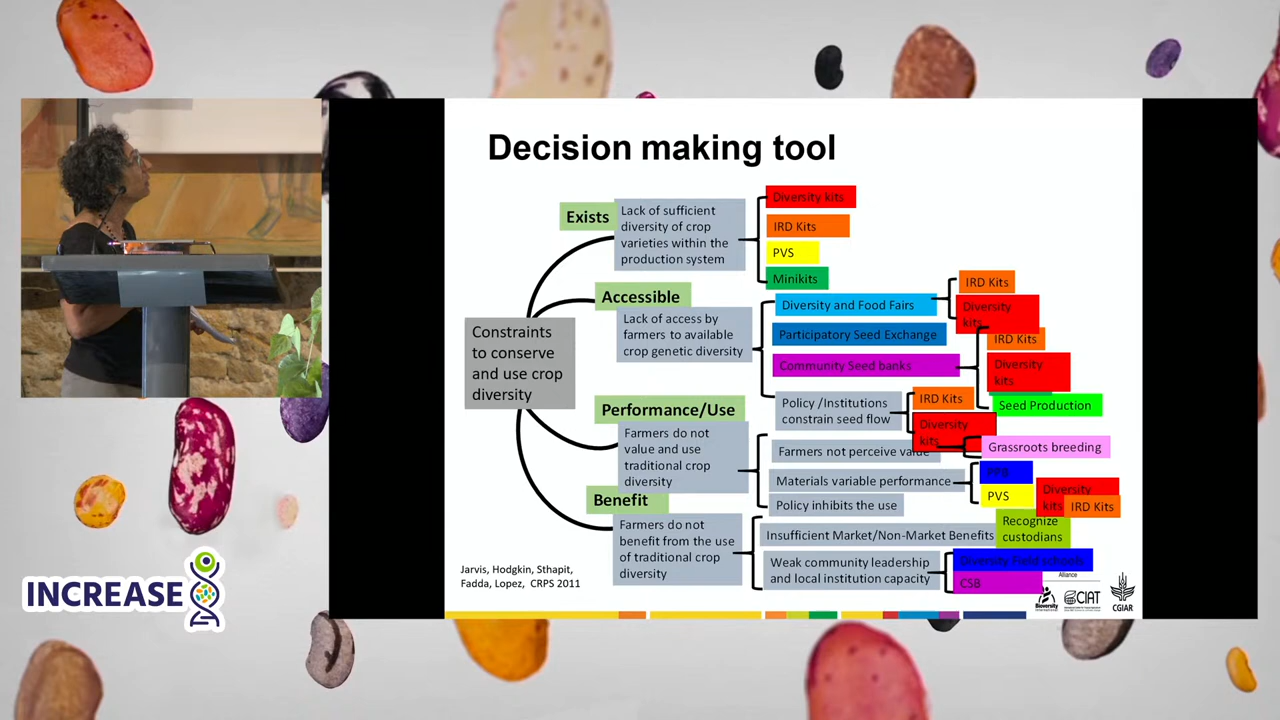 Decision making tool
Constraints
to conserve
and use crop
diversity
Exists
Lack of sufficient
diversity of crop
varieties within the
production system
Diversity kits
IRD Kits
PVS
Minikits
Accessible
Lack of access by
farmers to available
crop genetic diversity
Diversity and Food Fairs
IRD Kits
Diversity
kits
Participatory Seed Exchange
Community Seed banks
IRD Kits
Diversity
kits
Seed Production
Policy /Institutions
constrain seed flow
IRD Kits
Diversity
kits
Performance/Use
Farmers do not
value and use
traditional crop
diversity
Farmers not perceive value
Grassroots breeding
Materials variable performance
PVS
Diversity
kits
IRD Kits
Policy inhibits the use
Benefit
Farmers do not
benefit from the use
of traditional crop
diversity
Insufficient Market/Non-Market Benefits
Recognize
custodians
Weak community leadership
and local institution capacity
Diversity Field schools
CSB
Jarvis, Hodgkin, Sthapit,
Fadda, Lopez, CRPS 2011
Alliance
Bioversity
International
CIAT
CGIAR
INCREASE